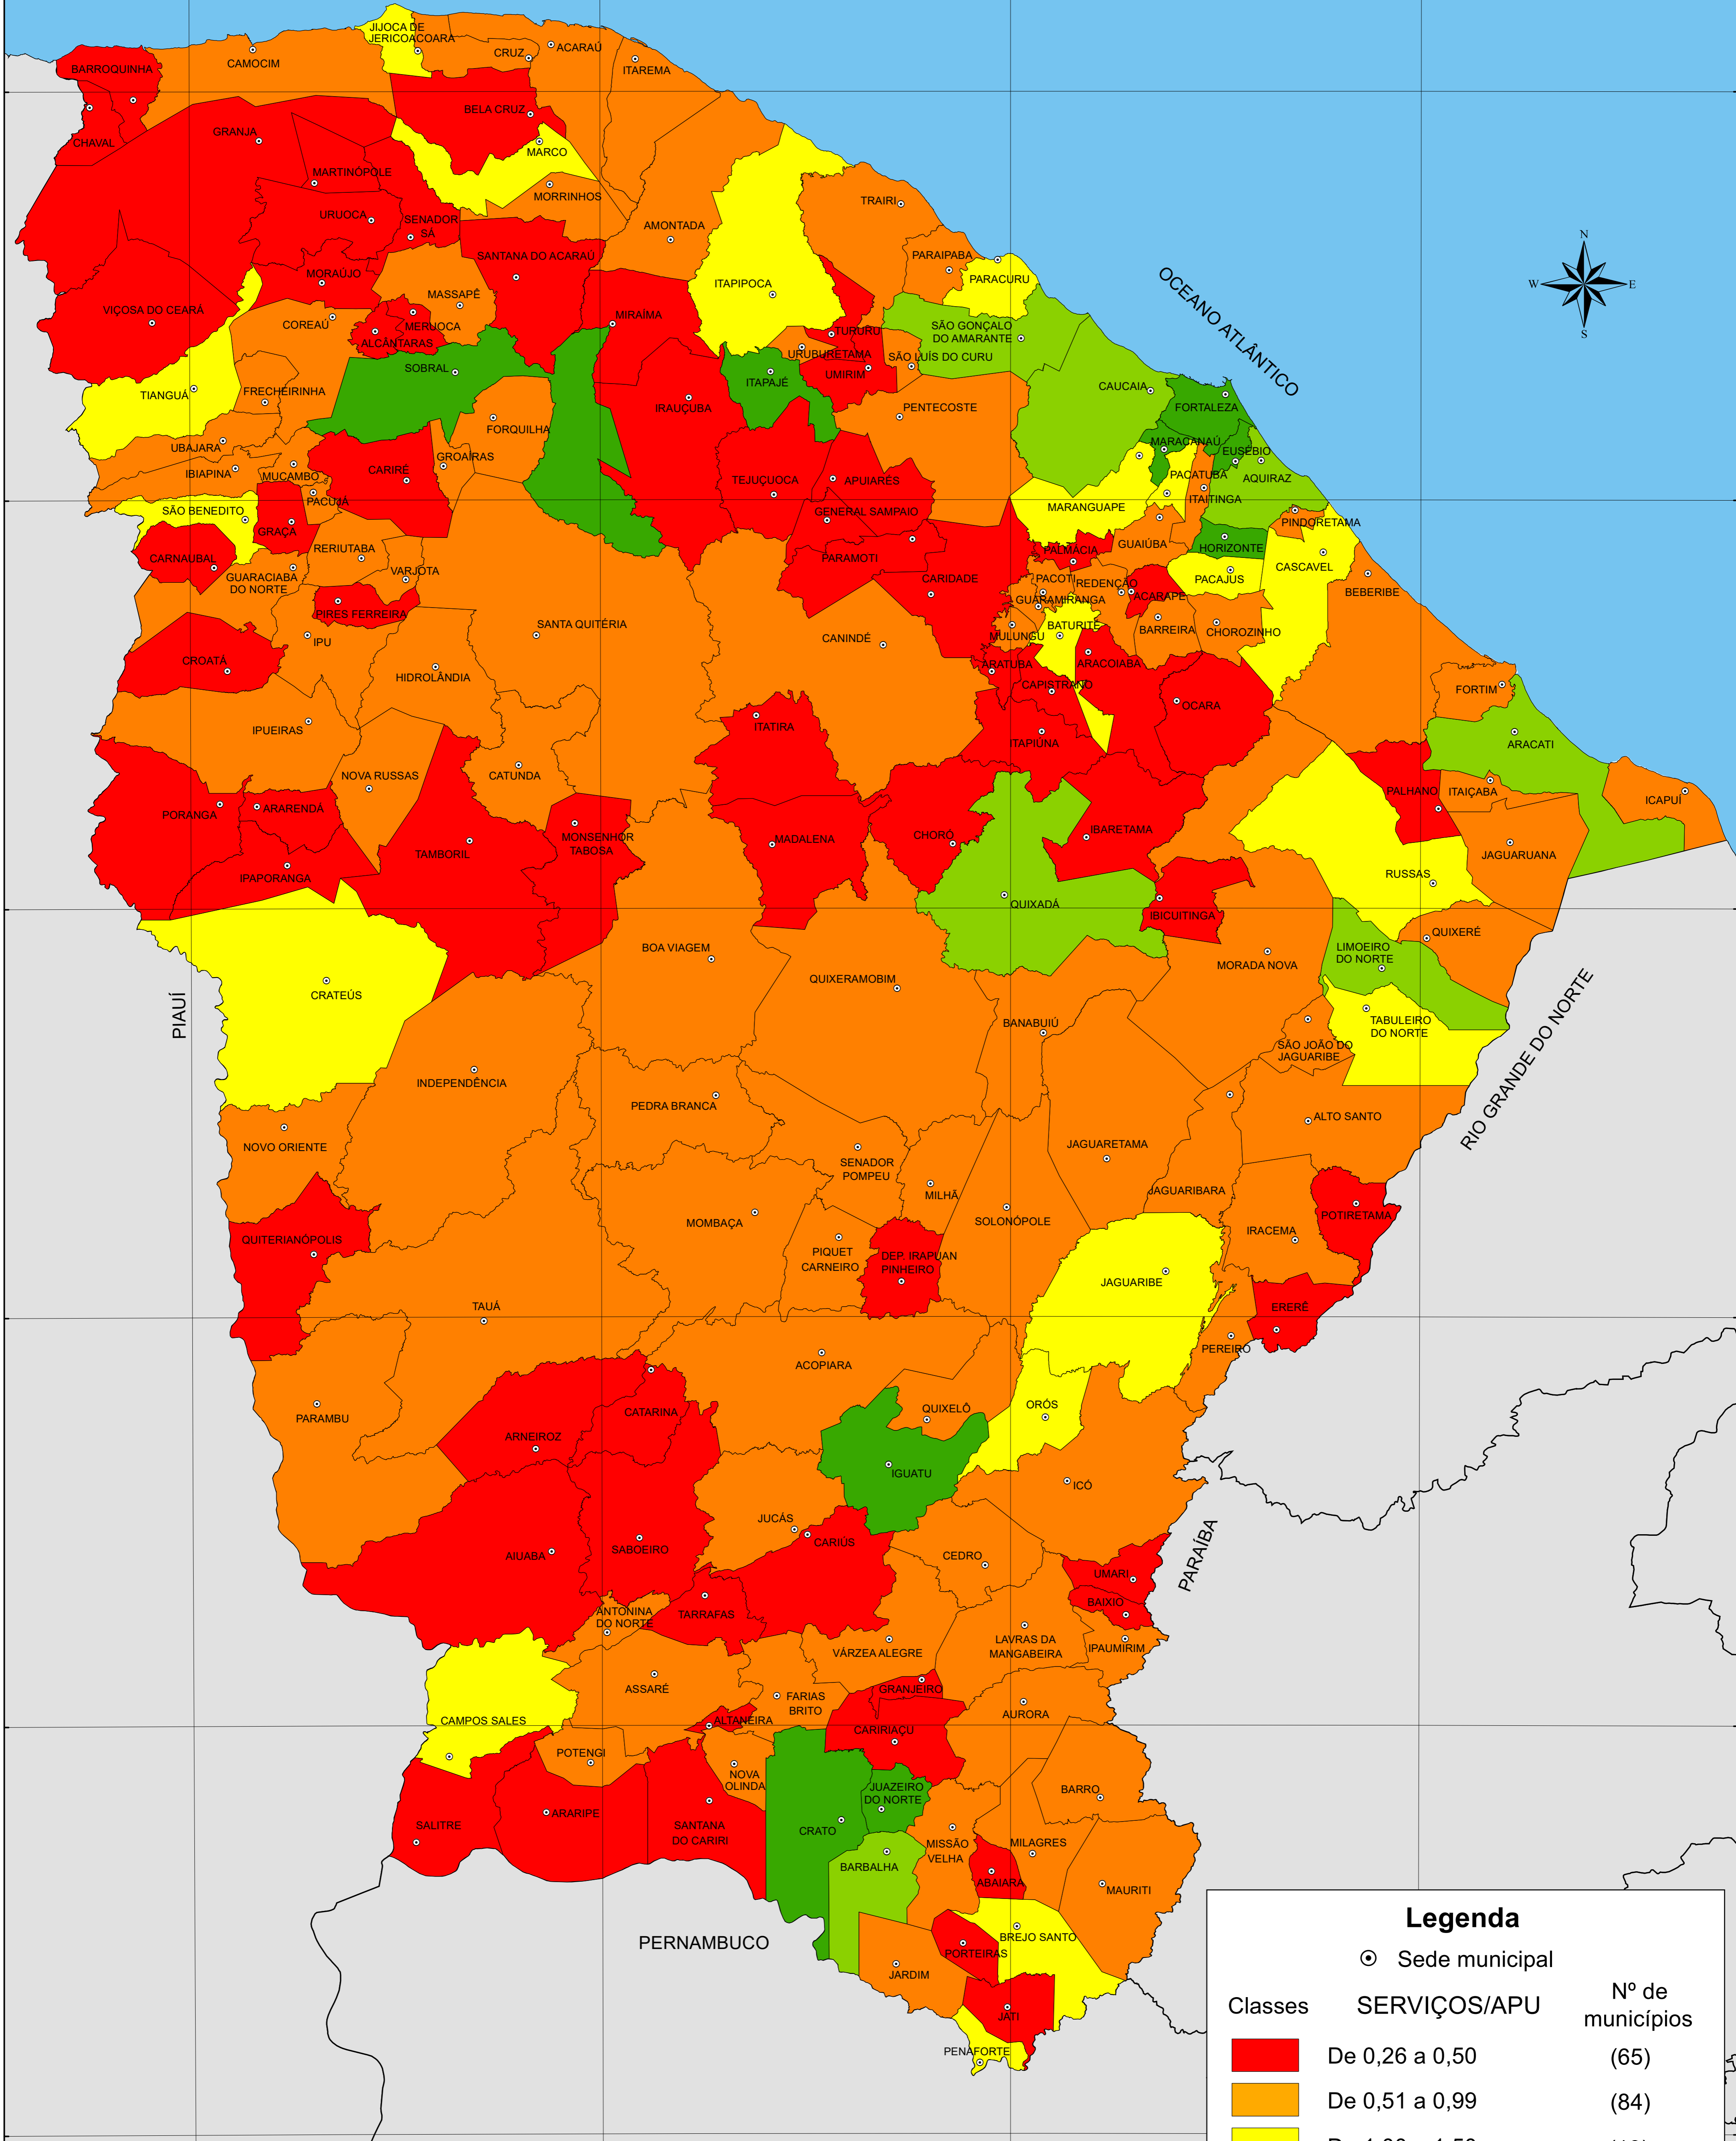 JIJOCA DE
JERICOACOARA
CRUZ
ACARAÚ
ITAREMA
CAMOCIM
BARROQUINHA
CHAVAL
GRANJA
BELA CRUZ
MARCO
MARTINÓPOLE
MORRINHOS
URUOCA
SENADOR
SÁ
AMONTADA
TRAIRI
SANTANA DO ACARAÚ
MORAÚJO
PARAIPABA
PARACURU
ITAPIPOCA
MASSAPÊ
VIÇOSA DO CEARÁ
COREAÚ
MERUOCA
ALCÂNTARAS
MIRAÍMA
TURURU
URUBURETAMA
SÃO GONÇALO
DO AMARANTE
SÃO LUÍS DO CURU
UMIRIM
OCEANO ATLÂNTICO
N
W
E
S
SOBRAL
ITAPAJÉ
TIANGUÁ
FRECHEIRINHA
IRAUÇUBA
PENTECOSTE
CAUCAIA
FORTALEZA
FORQUILHA
UBAJARA
GROAÍRAS
MARACANAÚ
EUSÉBIO
IBIAPINA
MUCAMBO
CARIRÉ
TEJUÇUOCA
APUIARÉS
PACATUBA
AQUIRAZ
PACUJÁ
ITAITINGA
SÃO BENEDITO
GENERAL SAMPAIO
MARANGUAPE
PINDORETAMA
GRAÇA
CARNAUBAL
RERIUTABA
PARAMOTI
PALMÁCIA
GUAIÚBA
HORIZONTE
CASCAVEL
GUARACIABA
DO NORTE
VARJOTA
CARIDADE
PACOTI
REDENÇÃO
PACAJUS
BEBERIBE
PIRES FERREIRA
GUARAMIRANGA
ACARAPE
IPU
SANTA QUITÉRIA
CANINDÉ
MULUNGU
BATURITÉ
BARREIRA
CHOROZINHO
CROATÁ
HIDROLÂNDIA
ARATUBA
ARACOIABA
CAPISTRANO
OCARA
FORTIM
IPUEIRAS
ITATIRA
ITAPIÚNA
ARACATI
NOVA RUSSAS
CATUNDA
PALHANO
ITAIÇABA
ICAPUÍ
PORANGA
ARARENDÁ
MONSENHOR
TABOSA
MADALENA
CHORÓ
IBARETAMA
TAMBORIL
JAGUARUANA
IPAPORANGA
RUSSAS
QUIXADÁ
IBICUITINGA
BOA VIAGEM
QUIXERÉ
LIMOEIRO
DO NORTE
MORADA NOVA
QUIXERAMOBIM
CRATEÚS
PIAUÍ
BANABUIÚ
TABULEIRO
DO NORTE
SÃO JOÃO DO
JAGUARIBE
RIO GRANDE DO NORTE
INDEPENDÊNCIA
PEDRA BRANCA
ALTO SANTO
NOVO ORIENTE
JAGUARETAMA
SENADOR
POMPEU
MILHÃ
JAGUARIBARA
MOMBAÇA
SOLONÓPOLE
POTIRETAMA
IRACEMA
QUITERIANÓPOLIS
PIQUET
CARNEIRO
DEP. IRAPUAN
PINHEIRO
JAGUARIBE
TAUÁ
ERERÊ
PEREIRO
ACOPIARA
PARAMBU
CATARINA
QUIXELÔ
ORÓS
ARNEIROZ
IGUATU
ICÓ
JUCÁS
CARIÚS
SABOEIRO
AIUABA
CEDRO
PARAÍBA
UMARI
BAIXIO
ANTONINA
DO NORTE
TARRAFAS
LAVRAS DA
MANGABEIRA
IPAUMIRIM
VÁRZEA ALEGRE
ASSARÉ
FARIAS
BRITO
GRANJEIRO
AURORA
CAMPOS SALES
ALTANEIRA
CARIRIAÇU
POTENGI
NOVA
OLINDA
JUAZEIRO
DO NORTE
BARRO
SALITRE
ARARIPE
SANTANA
DO CARIRI
CRATO
MISSÃO
VELHA
MILAGRES
BARBALHA
ABAIARA
MAURITI
PERNAMBUCO
BREJO SANTO
PORTEIRAS
JARDIM
JATI
PENAFORTE
Legenda
Sede municipal
Classes
SERVIÇOS/APU
Nº de
municípios
De 0,26 a 0,50
(65)
De 0,51 a 0,99
(84)